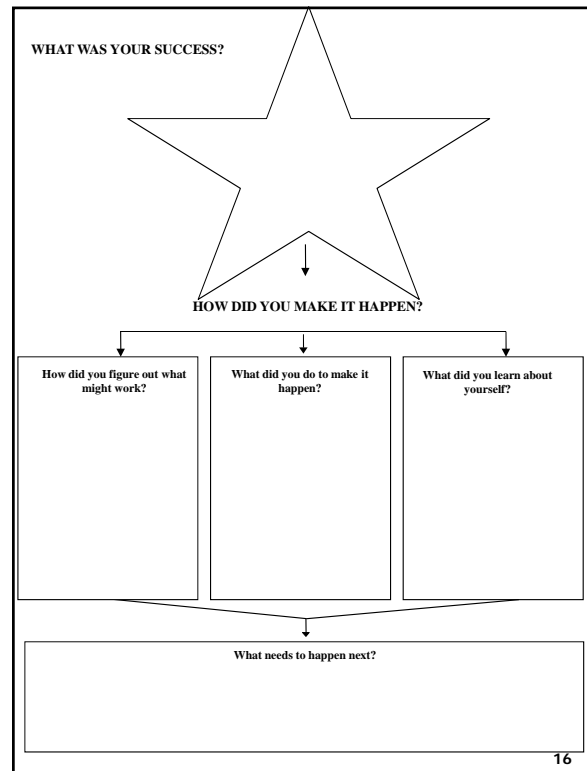 WHAT WAS YOUR SUCCESS?
HOW DID YOU MAKE IT HAPPEN?
How did you figure out what
might work?
What did you do to make it
happen?
What did you learn about
yourself?
What needs to happen next?
16